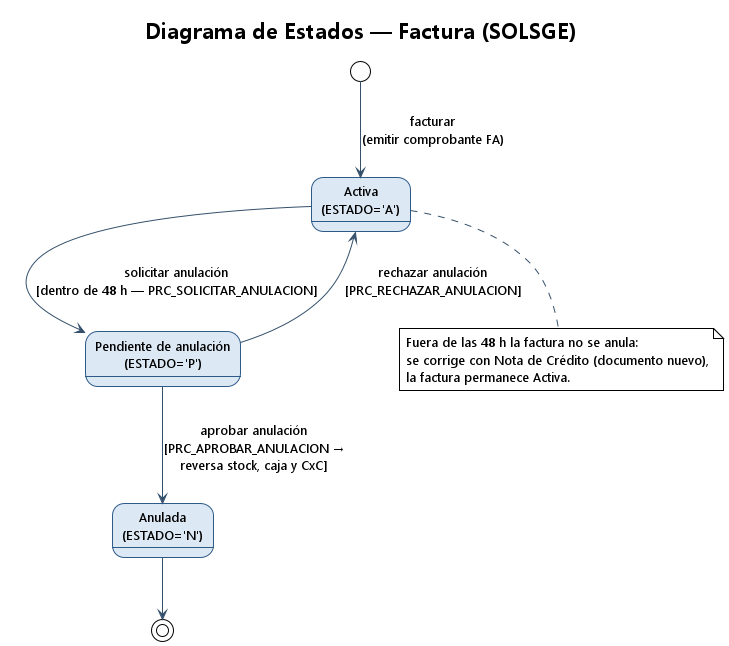 Diagrama de Estados — Factura (SOLSGE)
facturar
(emitir comprobante FA)
Activa
(ESTADO='A')
solicitar anulación
[dentro de 48 h — PRC_SOLICITAR_ANULACION]
rechazar anulación
[PRC_RECHAZAR_ANULACION]
Pendiente de anulación
(ESTADO='P')
Fuera de las 48 h la factura no se anula:
se corrige con Nota de Crédito (documento nuevo),
la factura permanece Activa.
aprobar anulación
[PRC_APROBAR_ANULACION →
reversa stock, caja y CxC]
Anulada
(ESTADO='N')